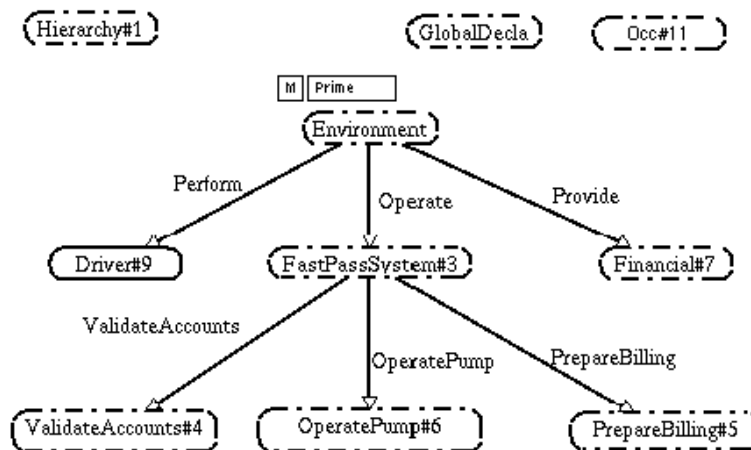 Hierarchy#1
GlobalDecla
Occ#11
M
Prime
Environment
Perform
Operate
Provide
Driver#9
FastPassSystem#3
Financial#7
ValidateAccounts
OperatePump
PrepareBilling
ValidateAccounts#4
OperatePump#6
PrepareBilling#5